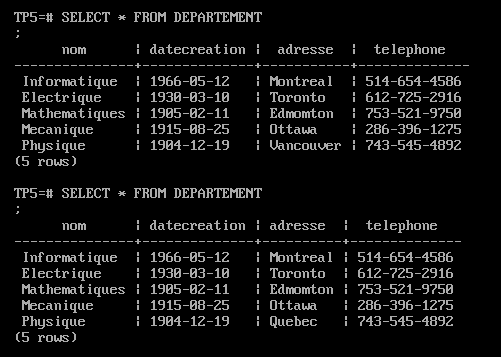 TP5=# SELECT * FROM DEPARTEMENT
;
      nom       ¦ datecreation ¦  adresse  ¦  telephone
----------------+--------------+-----------+--------------
 Informatique   ¦ 1966-05-12   ¦ Montreal  ¦ 514-654-4586
 Electrique     ¦ 1930-03-10   ¦ Toronto   ¦ 612-725-2916
 Mathematiques  ¦ 1905-02-11   ¦ Edmomton  ¦ 753-521-9750
 Mecanique      ¦ 1915-08-25   ¦ Ottawa    ¦ 286-396-1275
 Physique       ¦ 1904-12-19   ¦ Vancouver ¦ 743-545-4892
(5 rows)
TP5=# SELECT * FROM DEPARTEMENT
;
      nom       ¦ datecreation ¦ adresse  ¦  telephone
----------------+--------------+----------+--------------
 Informatique   ¦ 1966-05-12   ¦ Montreal ¦ 514-654-4586
 Electrique     ¦ 1930-03-10   ¦ Toronto  ¦ 612-725-2916
 Mathematiques  ¦ 1905-02-11   ¦ Edmomton ¦ 753-521-9750
 Mecanique      ¦ 1915-08-25   ¦ Ottawa   ¦ 286-396-1275
 Physique       ¦ 1904-12-19   ¦ Quebec   ¦ 743-545-4892
(5 rows)